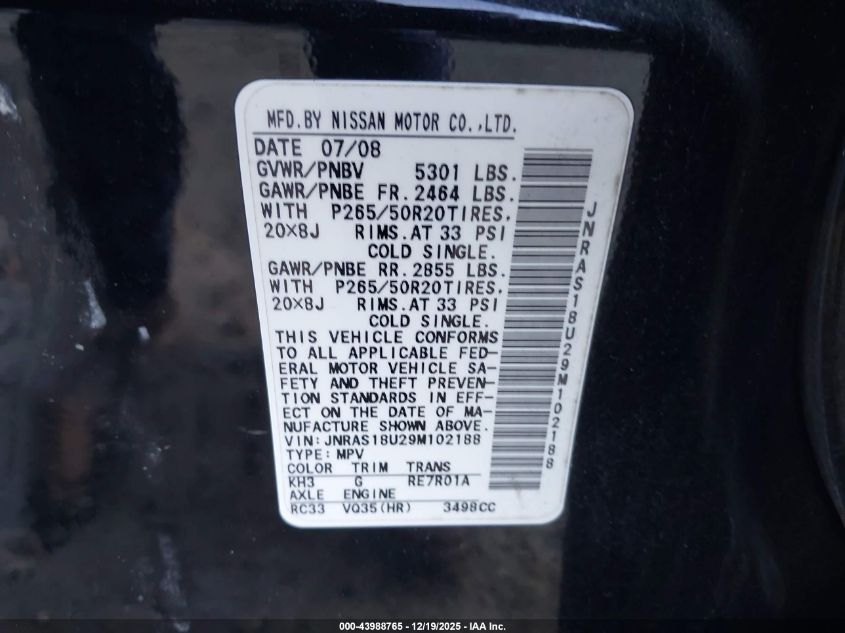 MFD.BY NISSAN MOTOR CO.,LTD.
DATE 07/08
GVWR/PNBV 5301 LBS.
GAWR/PNBE FR. 2464 LBS.
WITH P265/50R20TIRES,
20×8J RIMS.AT 33 PSI
COLD SINGLE.
GAWR/PNBE RR. 2855 LBS.
WITH P265/50R20TIRES,
20×8J RIMS.AT 33 PSI
COLD SINGLE.
THIS VEHICLE CONFORMS
TO ALL APPLICABLE FED-
ERAL MOTOR VEHICLE SA-
FETY AND THEFT PREVEN-
TION STANDARDS IN EFF-
ECT ON THE DATE OF MA-
NUFACTURE SHOWN ABOVE.
VIN:JNRAS18U29M102188
TYPE: MPV
COLOR TRIM TRANS
KH3 G RE7R01A
AXLE ENGINE
RC33 VQ35(HR) 3498CC
JNRAS18U29M102188
000-43988765 - 12/19/2025 - IAA Inc.